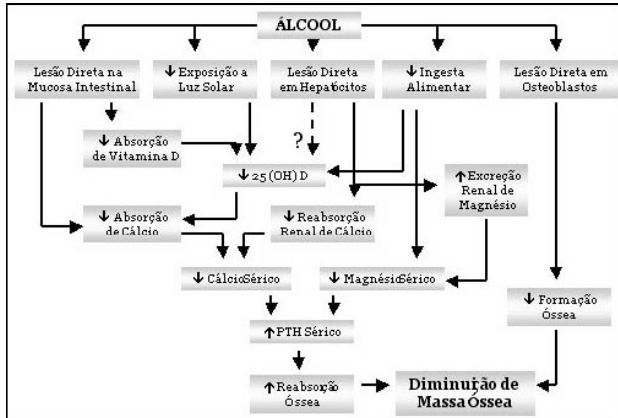 ÁLCOOL
Lesão Direta na
Mucosa Intestinal
↓ Exposição a
Luz Solar
Lesão Direta
em Hepatócitos
↓ Ingesta
Alimentar
Lesão Direta em
Osteoblastos
↓ Absorção
de Vitamina D
?
↓ 25 (OH) D
↑ Excreção
Renal de
Magnésio
↓ Absorção
de Cálcio
↓ Reabsorção
Renal de Cálcio
↓ Cálcio Sérico
↓ Magnésio Sérico
↓ Formação
Óssea
↑ PTH Sérico
↑ Reabsorção
Óssea
Diminuição de
Massa Óssea